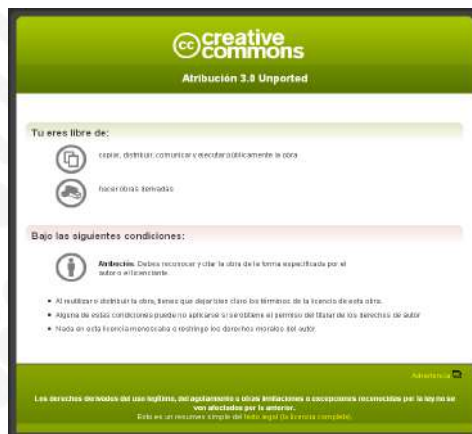 cc creative
commons
Atribución 3.0 Unported
Tu eres libre de:
copiar, distribuir, comunicar y ejecutar públicamente la obra
hacer obras derivadas
Bajo las siguientes condiciones:
Atribución. Debes reconocer y citar la obra de la forma especificada por el
autor o el licenciante.
• Al reutilizar o distribuir la obra, tienes que dejar bien claro los términos de la licencia de esta obra.
• Alguna de estas condiciones puede no aplicarse si se obtiene el permiso del titular de los derechos de autor
• Nada en esta licencia menoscaba o restringe los derechos morales del autor.
Advertencia
Los derechos derivados del uso legítimo, del agotamiento u otras limitaciones o excepciones reconocidas por la ley no se
ven afectados por lo anterior.
Esto es un resumen simple del texto legal (la licencia completa).